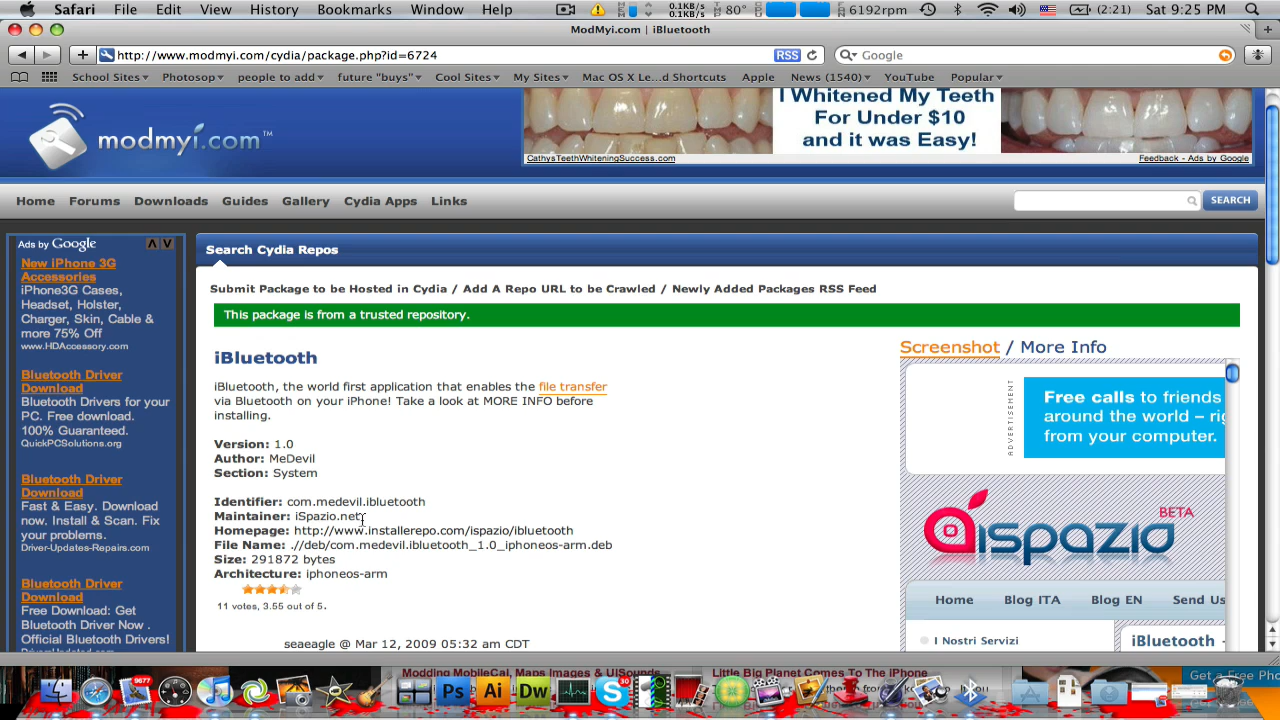 Safari File Edit View History Bookmarks Window Help 0.1KB/s 0.1KB/s 80° 6192rpm (2:21) Sat 9:25 PM
ModMyi.com | iBluetooth
http://www.modmyi.com/cydia/package.php?id=6724 RSS Google
School Sites Photosop people to add future "buys" Cool Sites My Sites Mac OS X Le...d Shortcuts Apple News (1540) YouTube Popular
modmyi.com™
I Whitened My Teeth
For Under $10
and it was Easy!
CathysTeethWhiteningSuccess.com Feedback - Ads by Google
Home Forums Downloads Guides Gallery Cydia Apps Links SEARCH
Ads by Google
New iPhone 3G
Accessories
iPhone3G Cases,
Headset, Holster,
Charger, Skin, Cable &
more 75% Off
www.HDAccessory.com
Bluetooth Driver
Download
Bluetooth Drivers for your
PC. Free download.
100% Guaranteed.
QuickPCSolutions.org
Bluetooth Driver
Download
Fast & Easy. Download
now. Install & Scan. Fix
your problems.
Driver-Updates-Repairs.com
Bluetooth Driver
Download
Free Download: Get
Bluetooth Driver Now .
Official Bluetooth Drivers!
DriverUpdated.com
Search Cydia Repos
Submit Package to be Hosted in Cydia / Add A Repo URL to be Crawled / Newly Added Packages RSS Feed
This package is from a trusted repository.
iBluetooth
iBluetooth, the world first application that enables the file transfer
via Bluetooth on your iPhone! Take a look at MORE INFO before
installing.
Version: 1.0
Author: MeDevil
Section: System
Identifier: com.medevil.ibluetooth
Maintainer: iSpazio.net
Homepage: http://www.installerepo.com/ispazio/ibluetooth
File Name: .//deb/com.medevil.ibluetooth_1.0_iphoneos-arm.deb
Size: 291872 bytes
Architecture: iphoneos-arm
11 votes, 3.55 out of 5.
seaeagle @ Mar 12, 2009 05:32 am CDT
Screenshot / More Info
ADVERTISEMENT
Free calls to friends
around the world – rig
from your computer.
BETA
ispazio
Home Blog ITA Blog EN Send Us
I Nostri Servizi
iBluetooth -
Modding MobileCal, Maps Images & UISounds Little Big Planet Comes To The iPhone
Get a Free Pho
9677
30
Ps Ai Dw